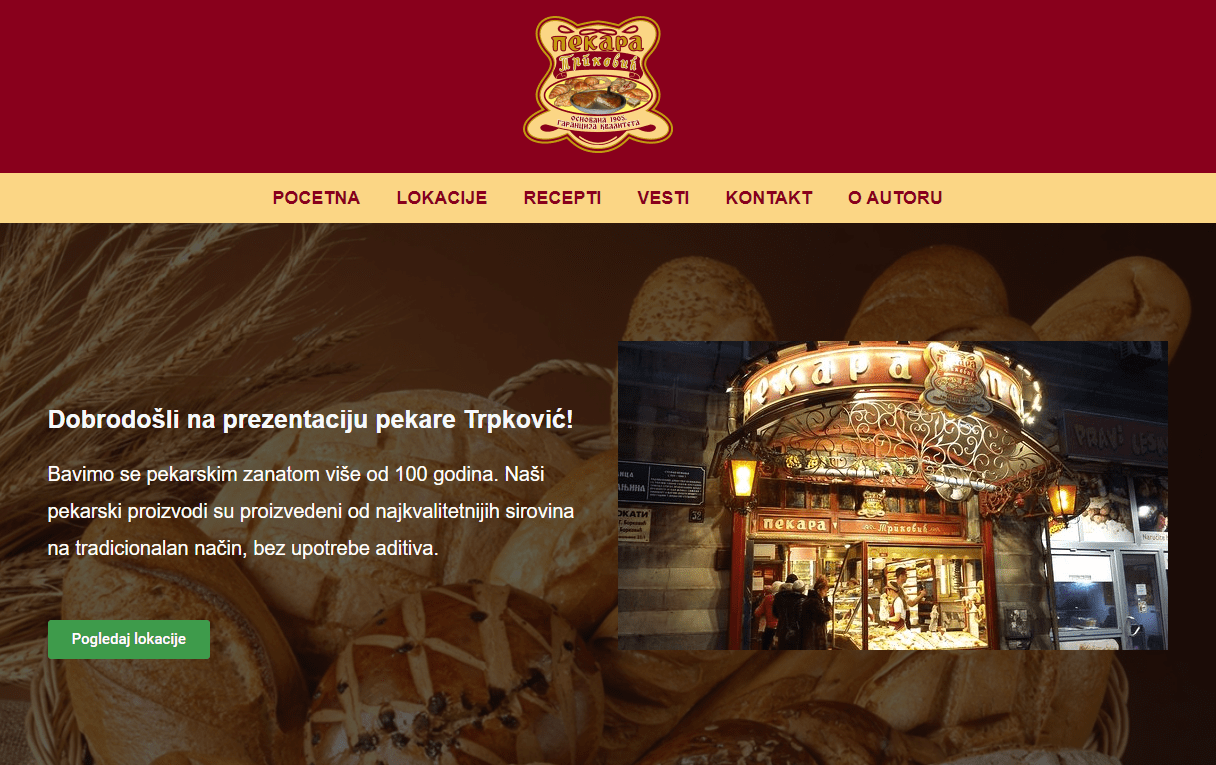 пекара
Трпковић
ОСНОВАНА 1905.
ГАРАНЦИЈА КВАЛИТЕТА
POCETNA LOKACIJE RECEPTI VESTI KONTAKT O AUTORU
Dobrodošli na prezentaciju pekare Trpković!
Bavimo se pekarskim zanatom više od 100 godina. Naši
pekarski proizvodi su proizvedeni od najkvalitetnijih sirovina
na tradicionalan način, bez upotrebe aditiva.
Pogledaj lokacije
пекара
пекара Трпковић